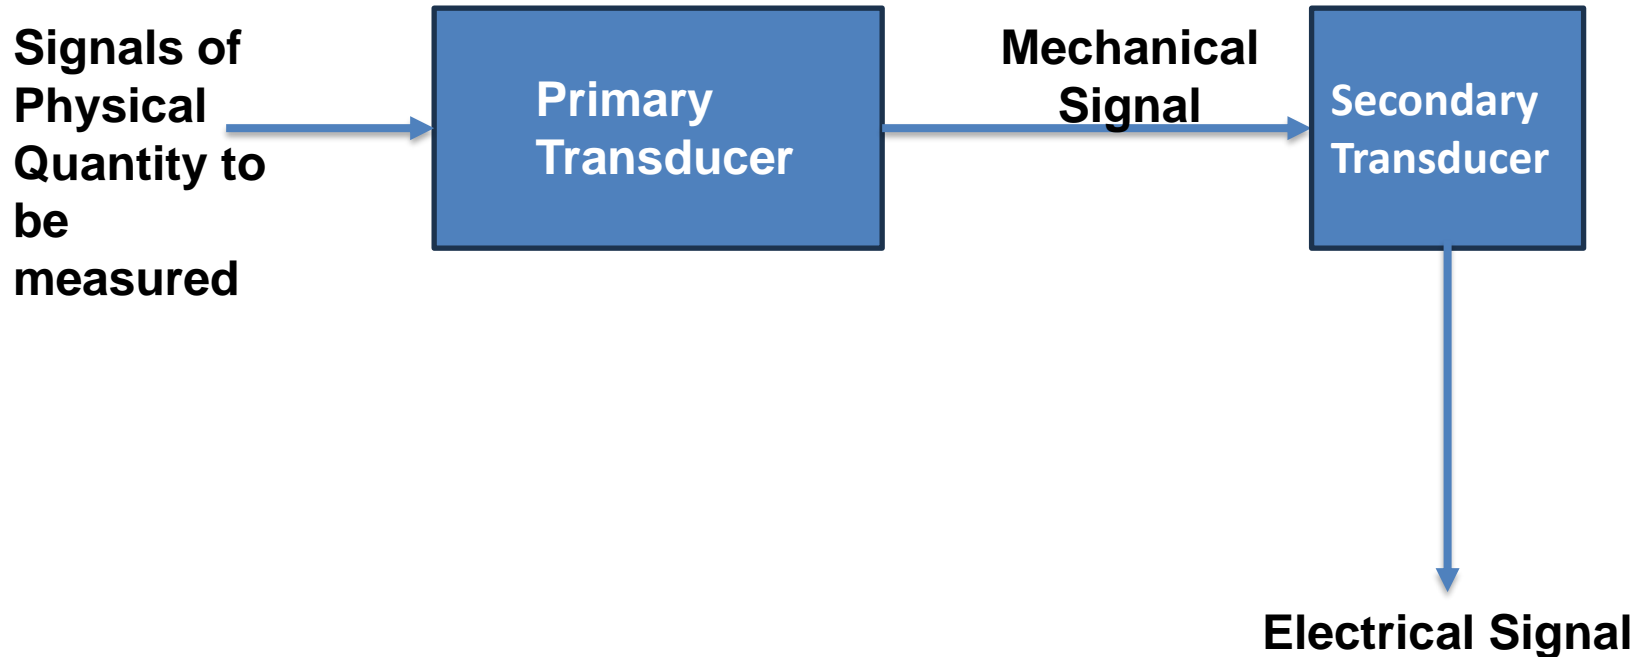 Signals of
Physical
Quantity to
be
measured
Primary
Transducer
Mechanical
Signal
Secondary
Transducer
Electrical Signal